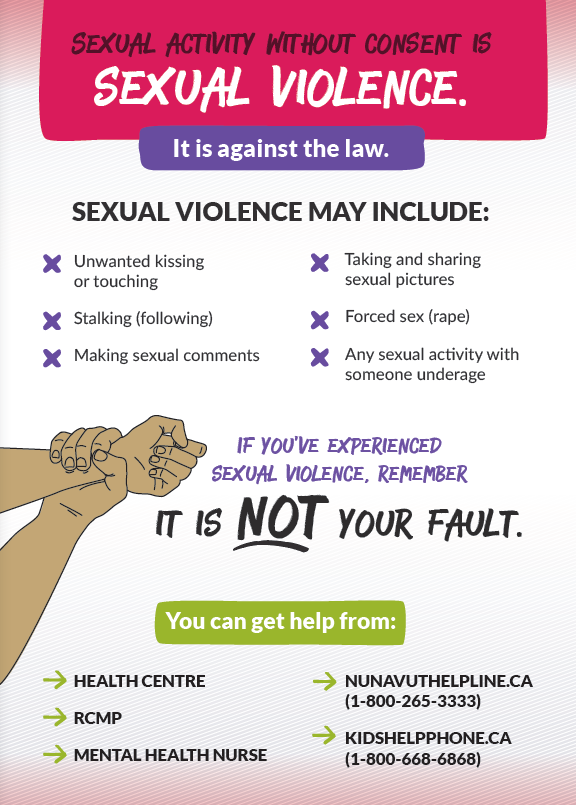 SEXUAL ACTIVITY WITHOUT CONSENT IS
SEXUAL VIOLENCE.
It is against the law.
SEXUAL VIOLENCE MAY INCLUDE:
Unwanted kissing
or touching
Stalking (following)
Making sexual comments
Taking and sharing
sexual pictures
Forced sex (rape)
Any sexual activity with
someone underage
IF YOU'VE EXPERIENCED
SEXUAL VIOLENCE, REMEMBER
IT IS NOT YOUR FAULT.
You can get help from:
HEALTH CENTRE
RCMP
MENTAL HEALTH NURSE
NUNAVUTHELPLINE.CA
(1-800-265-3333)
KIDSHELPPHONE.CA
(1-800-668-6868)